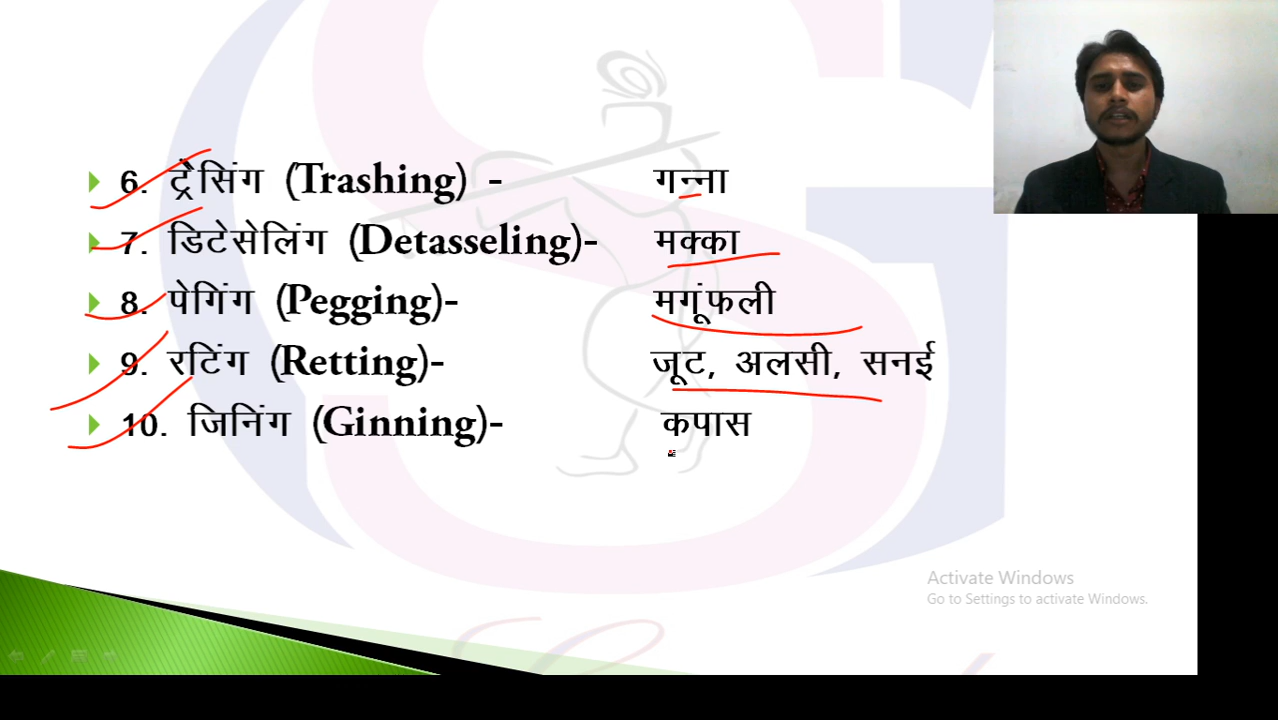 6. ट्रैसिंग (Trashing) - गन्ना
7. डिटेसेलिंग (Detasseling)- मक्का
8. पेगिंग (Pegging)- मगूंफली
9. रटिंग (Retting)- जूट, अलसी, सनई
10. जिनिंग (Ginning)- कपास
Activate Windows
Go to Settings to activate Windows.